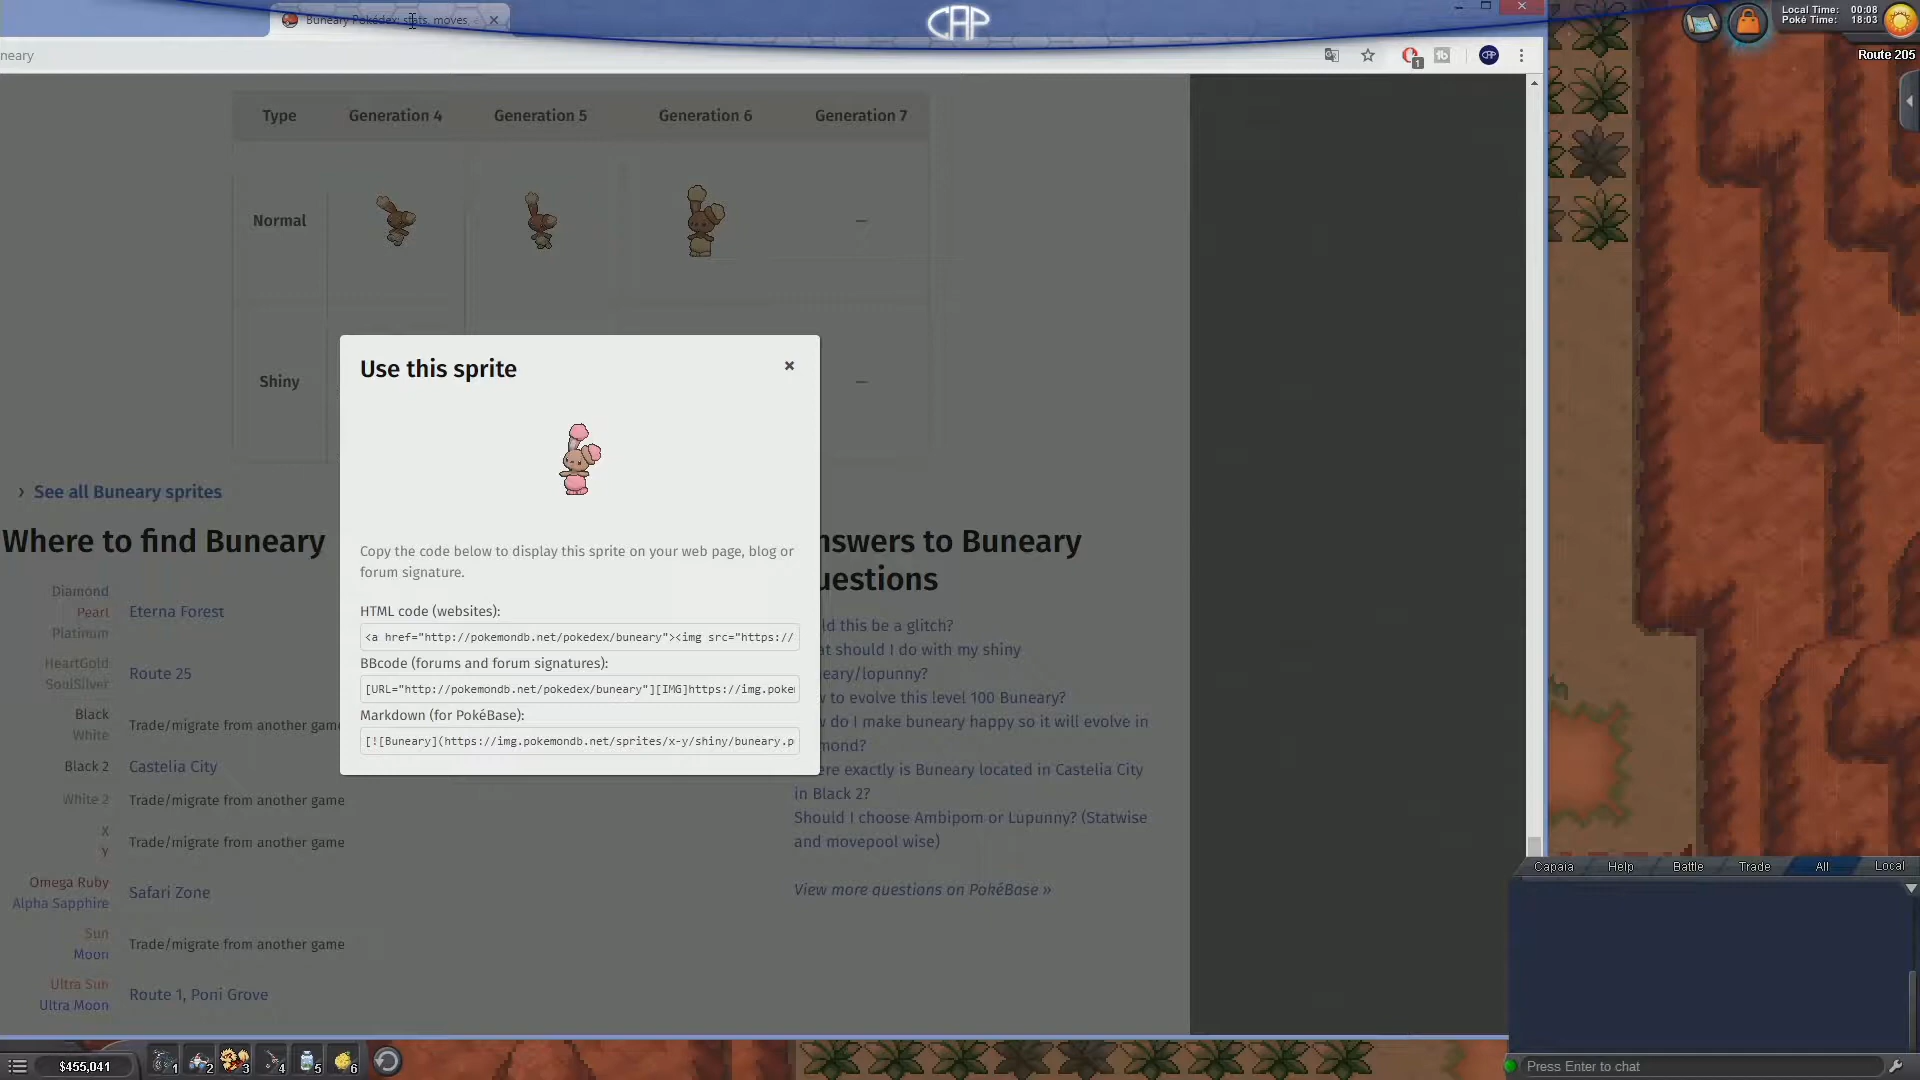 Buneary Pokédex: stats, moves, e
CAP
Local Time: 00:08
Poké Time: 18:03
Route 205
neary
1
Type Generation 4 Generation 5 Generation 6 Generation 7
Normal –
Shiny –
Use this sprite ×
Copy the code below to display this sprite on your web page, blog or
forum signature.
HTML code (websites):
<a href="http://pokemondb.net/pokedex/buneary"><img src="https://
BBcode (forums and forum signatures):
[URL="http://pokemondb.net/pokedex/buneary"][IMG]https://img.poke
Markdown (for PokéBase):
[![Buneary](https://img.pokemondb.net/sprites/x-y/shiny/buneary.p
› See all Buneary sprites
Where to find Buneary
Diamond
Pearl
Platinum
Eterna Forest
HeartGold
SoulSilver
Route 25
Black
White
Trade/migrate from another game
Black 2 Castelia City
White 2 Trade/migrate from another game
X
y
Trade/migrate from another game
Omega Ruby
Alpha Sapphire
Safari Zone
Sun
Moon
Trade/migrate from another game
Ultra Sun
Ultra Moon
Route 1, Poni Grove
nswers to Buneary
uestions
ld this be a glitch?
at should I do with my shiny
eary/lopunny?
w to evolve this level 100 Buneary?
w do I make buneary happy so it will evolve in
mond?
ere exactly is Buneary located in Castelia City
in Black 2?
Should I choose Ambipom or Lupunny? (Statwise
and movepool wise)
View more questions on PokéBase »
Capaia Help Battle Trade All Local
Press Enter to chat
$455,041
1 2 3 4 5 6